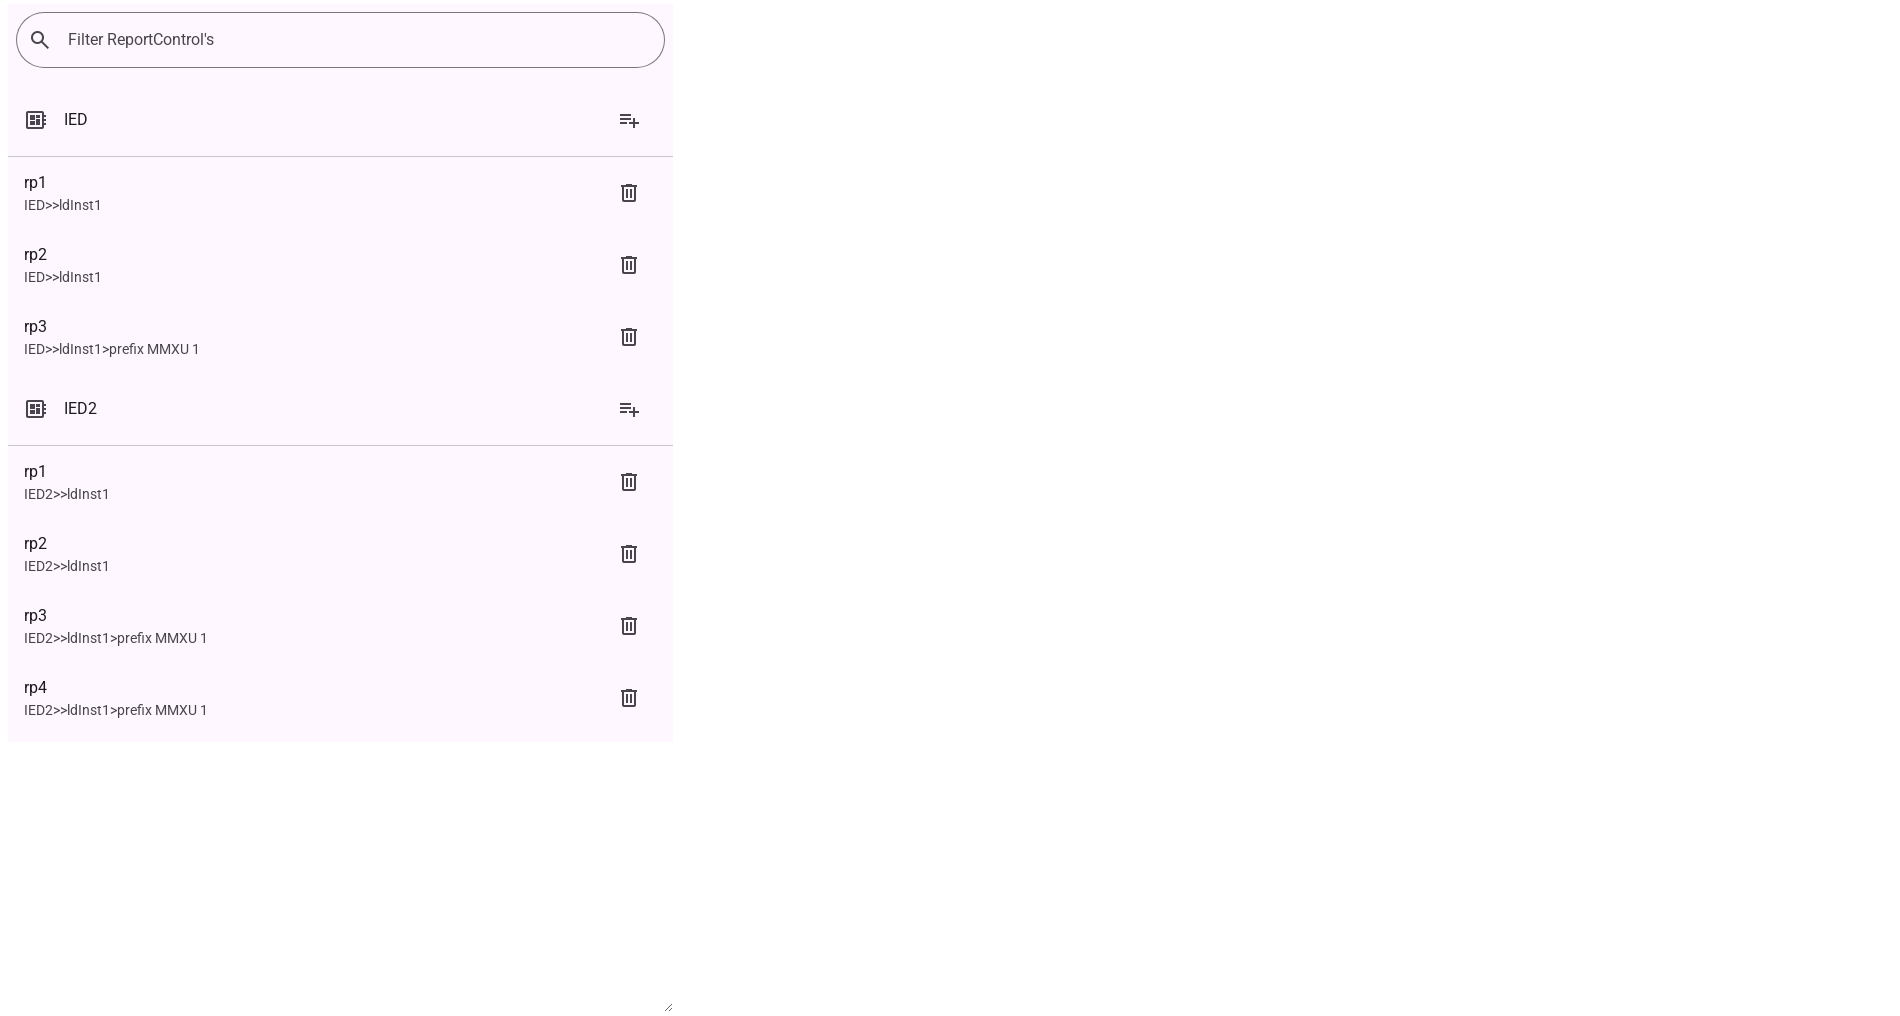 Filter ReportControl's
IED
rp1
IED>>ldInst1
rp2
IED>>ldInst1
rp3
IED>>ldInst1>prefix MMXU 1
IED2
rp1
IED2>>ldInst1
rp2
IED2>>ldInst1
rp3
IED2>>ldInst1>prefix MMXU 1
rp4
IED2>>ldInst1>prefix MMXU 1